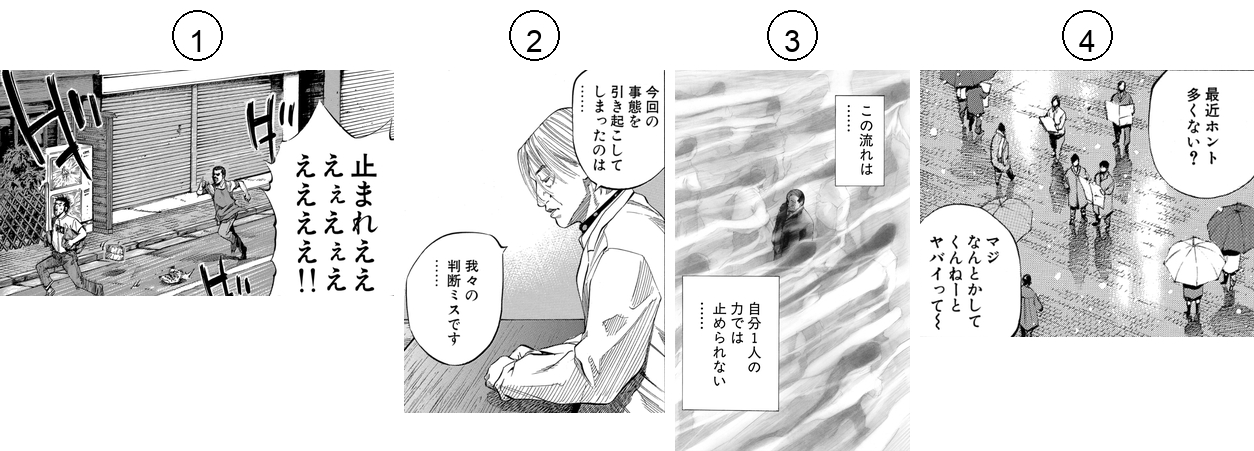 1
止まれええ
えぇえぇえ
ええええ!!
ドド
ドド
ドド
2
今回の
事態を
引き起こして
しまったのは
……
我々の
判断ミスです
……
3
この流れは
……
自分1人の
力では
止められない
……
4
最近ホント
多くない?
マジ
なんとかして
くんねーと
ヤバイって〜